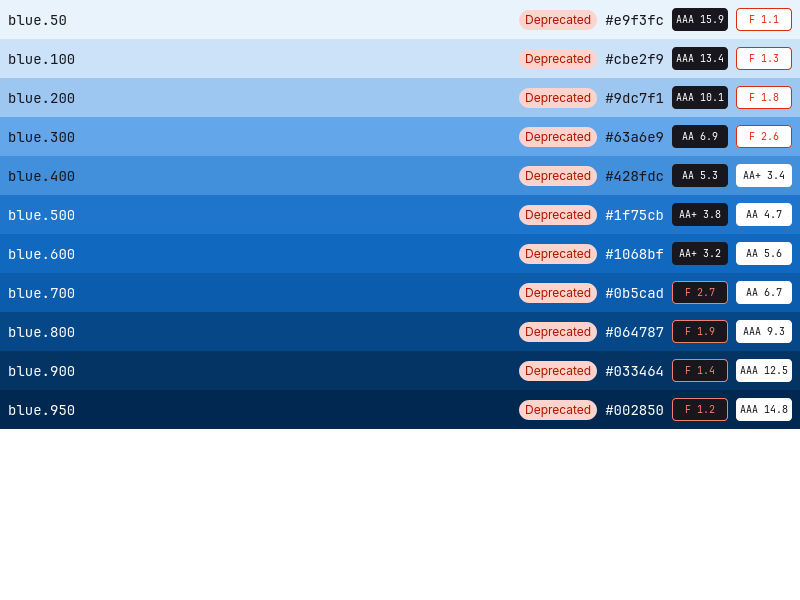 blue.50 Deprecated #e9f3fc AAA 15.9 F 1.1
blue.100 Deprecated #cbe2f9 AAA 13.4 F 1.3
blue.200 Deprecated #9dc7f1 AAA 10.1 F 1.8
blue.300 Deprecated #63a6e9 AA 6.9 F 2.6
blue.400 Deprecated #428fdc AA 5.3 AA+ 3.4
blue.500 Deprecated #1f75cb AA+ 3.8 AA 4.7
blue.600 Deprecated #1068bf AA+ 3.2 AA 5.6
blue.700 Deprecated #0b5cad F 2.7 AA 6.7
blue.800 Deprecated #064787 F 1.9 AAA 9.3
blue.900 Deprecated #033464 F 1.4 AAA 12.5
blue.950 Deprecated #002850 F 1.2 AAA 14.8